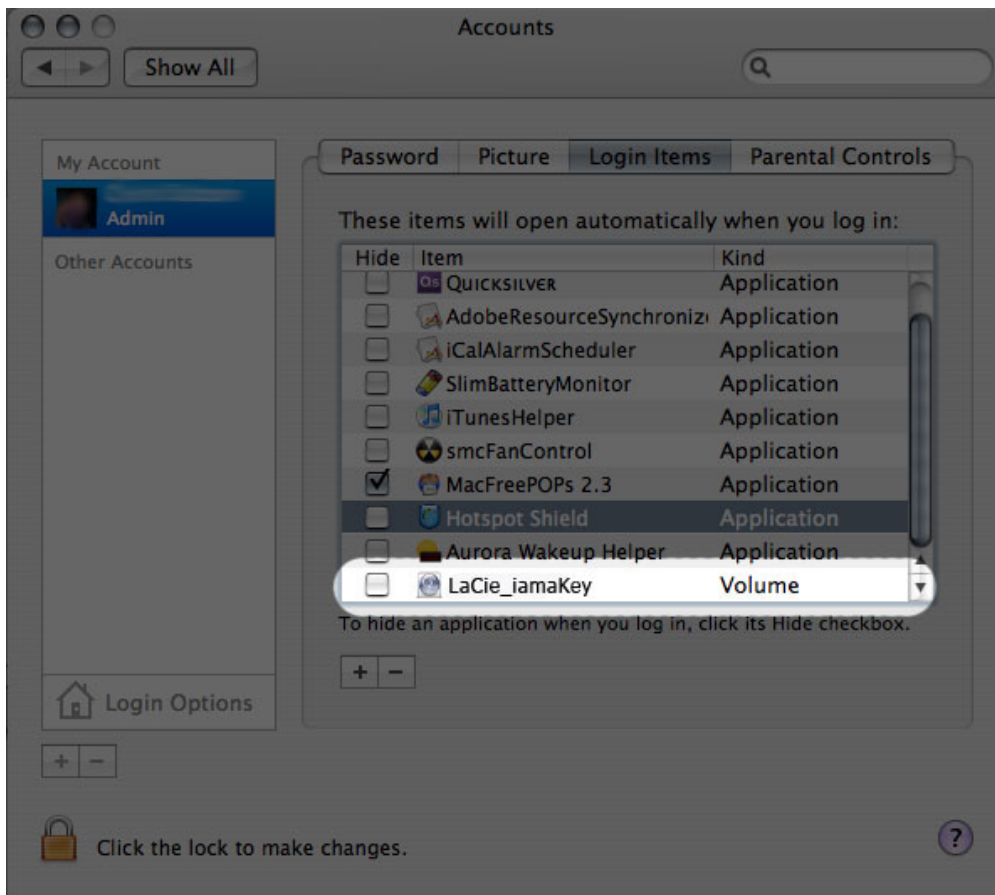 Accounts
Show All
My Account
Admin
Other Accounts
Login Options
Password Picture Login Items Parental Controls
These items will open automatically when you log in:
Hide Item Kind
Qs QUICKSILVER Application
AdobeResourceSynchroniz Application
iCalAlarmScheduler Application
SlimBatteryMonitor Application
iTunesHelper Application
smcFanControl Application
MacFreePOPs 2.3 Application
Hotspot Shield Application
Aurora Wakeup Helper Application
LaCie_iamaKey Volume
To hide an application when you log in, click its Hide checkbox.
+ −
+ −
Click the lock to make changes.
?